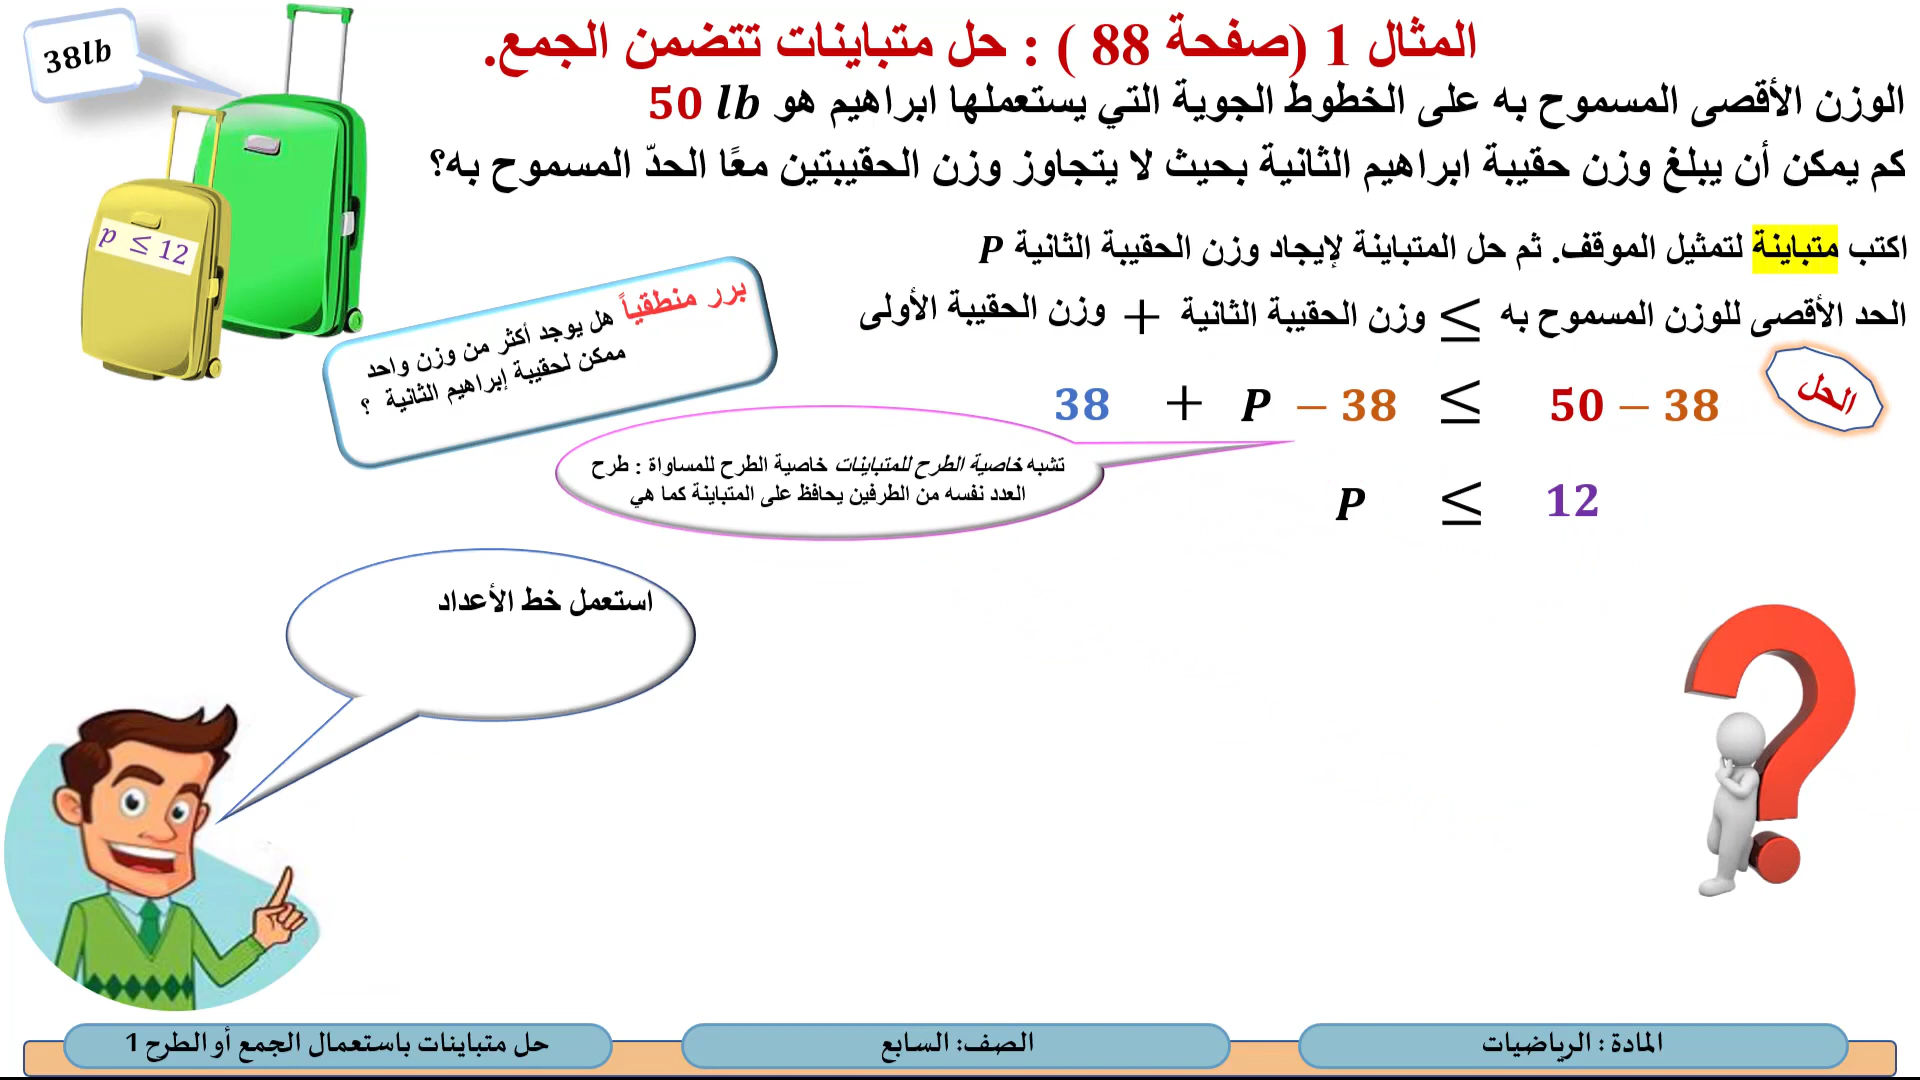 المثال 1 (صفحة 88 ) : حل متباينات تتضمن الجمع.
38lb
الوزن الأقصى المسموح به على الخطوط الجوية التي يستعملها ابراهيم هو 50 lb
كم يمكن أن يبلغ وزن حقيبة ابراهيم الثانية بحيث لا يتجاوز وزن الحقيبتين معًا الحدّ المسموح به؟
p ≤ 12
اكتب متباينة لتمثيل الموقف. ثم حل المتباينة لإيجاد وزن الحقيبة الثانية P
وزن الحقيبة الأولى + وزن الحقيبة الثانية ≤ الحد الأقصى للوزن المسموح به
برر منطقياً هل يوجد أكثر من وزن واحد
ممكن لحقيبة إبراهيم الثانية ؟
الحل
38 + P − 38 ≤ 50 − 38
تشبه خاصية الطرح للمتباينات خاصية الطرح للمساواة : طرح
العدد نفسه من الطرفين يحافظ على المتباينة كما هي
P ≤ 12
استعمل خط الأعداد
المادة : الرياضيات
الصف: السابع
حل متباينات باستعمال الجمع أو الطرح 1